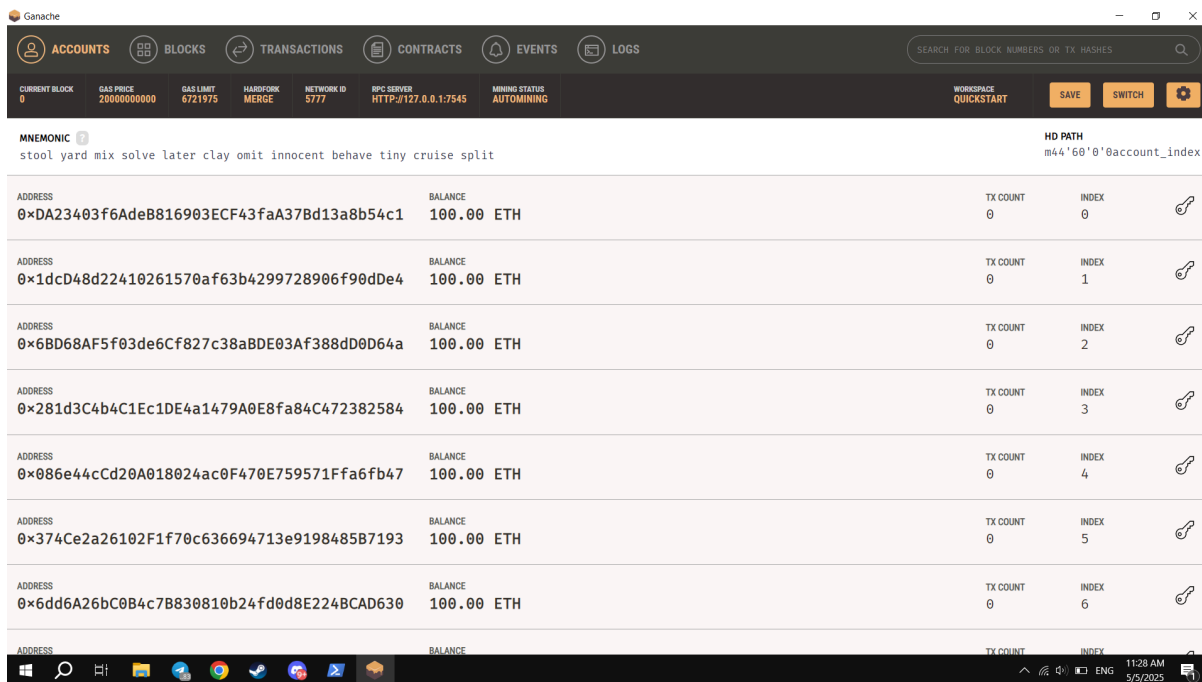 Ganache
ACCOUNTS BLOCKS TRANSACTIONS CONTRACTS EVENTS LOGS SEARCH FOR BLOCK NUMBERS OR TX HASHES
CURRENT BLOCK GAS PRICE GAS LIMIT HARDFORK NETWORK ID RPC SERVER MINING STATUS WORKSPACE
0 20000000000 6721975 MERGE 5777 HTTP://127.0.0.1:7545 AUTOMINING QUICKSTART SAVE SWITCH
MNEMONIC ? HD PATH
stool yard mix solve later clay omit innocent behave tiny cruise split m44'60'0'0account_index
ADDRESS BALANCE TX COUNT INDEX
0×DA23403f6AdeB816903ECF43faA37Bd13a8b54c1 100.00 ETH 0 0
ADDRESS BALANCE TX COUNT INDEX
0×1dcD48d22410261570af63b4299728906f90dDe4 100.00 ETH 0 1
ADDRESS BALANCE TX COUNT INDEX
0×6BD68AF5f03de6Cf827c38aBDE03Af388dD0D64a 100.00 ETH 0 2
ADDRESS BALANCE TX COUNT INDEX
0×281d3C4b4C1Ec1DE4a1479A0E8fa84C472382584 100.00 ETH 0 3
ADDRESS BALANCE TX COUNT INDEX
0×086e44cCd20A018024ac0F470E759571Ffa6fb47 100.00 ETH 0 4
ADDRESS BALANCE TX COUNT INDEX
0×374Ce2a26102F1f70c636694713e9198485B7193 100.00 ETH 0 5
ADDRESS BALANCE TX COUNT INDEX
0×6dd6A26bC0B4c7B830810b24fd0d8E224BCAD630 100.00 ETH 0 6
ADDRESS BALANCE TX COUNT INDEX
ENG 11:28 AM
5/5/2025